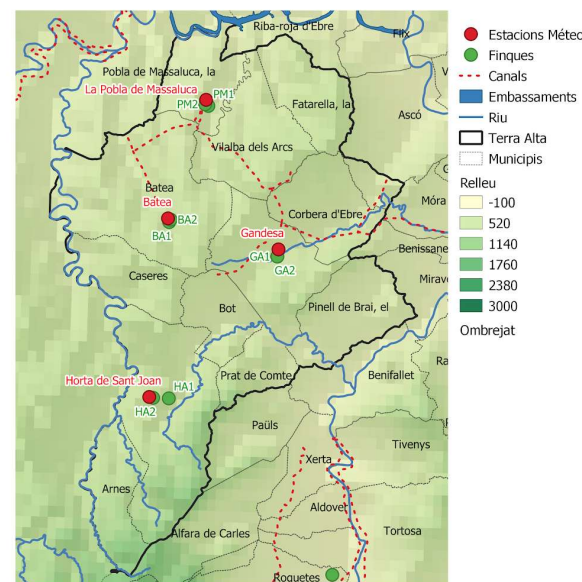 Riba-roja d'Ebre
Flix
Pobla de Massaluca, la
La Pobla de Massaluca
PM1
PM2
Fatarella, la
Ascó
Vilalba dels Arcs
Batea
Batea
BA2
BA1
Corbera d'Ebre,
Móra
Gandesa
Benissane
GA1
GA2
Caseres
Mirave
Bot
Pinell de Brai, el
Horta de Sant Joan
HA1
HA2
Prat de Comte
Benifallet
Ra
Paüls
Tivenys
Xerta
Arnes
Aldover
Alfara de Carles
Tortosa
Roquetes
Estacions Méteo
Finques
Canals
Embassaments
Riu
Terra Alta
Municipis
Relleu
-100
520
1140
1760
2380
3000
Ombrejat